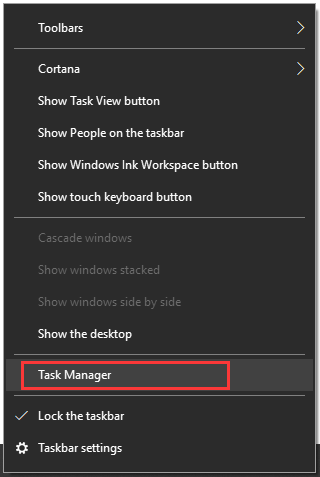 Toolbars
Cortana
Show Task View button
Show People on the taskbar
Show Windows Ink Workspace button
Show touch keyboard button
Cascade windows
Show windows stacked
Show windows side by side
Show the desktop
Task Manager
Lock the taskbar
Taskbar settings